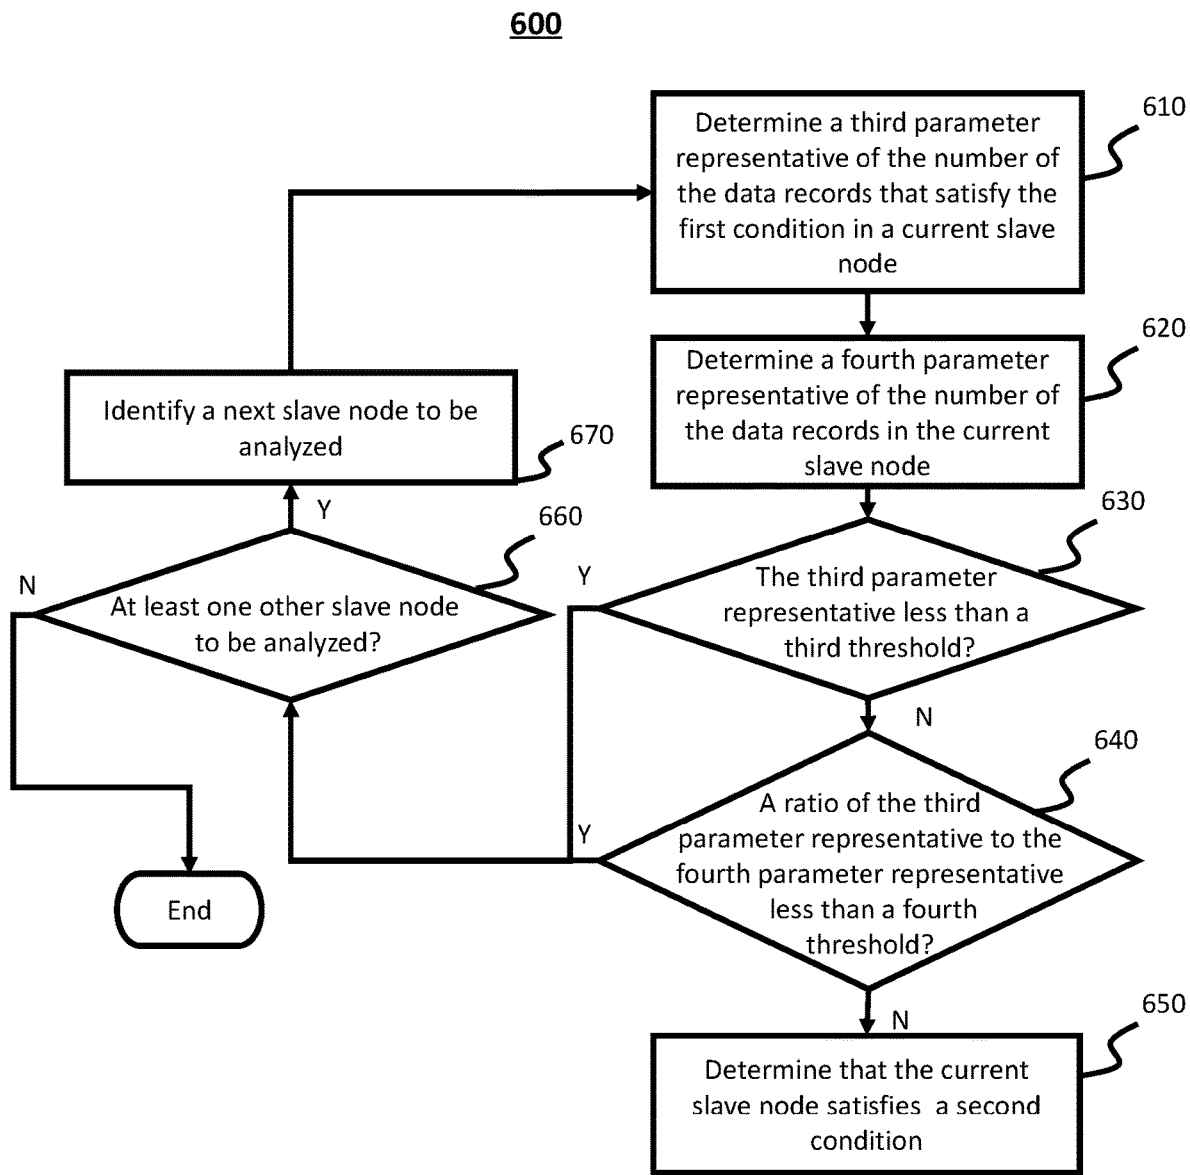 600
610
Determine a third parameter
representative of the number of
the data records that satisfy the
first condition in a current slave
node
620
Determine a fourth parameter
representative of the number of
the data records in the current
slave node
Identify a next slave node to be
analyzed
670
Y
660
630
N
At least one other slave node
to be analyzed?
Y
The third parameter
representative less than a
third threshold?
N
640
Y
A ratio of the third
parameter representative to the
fourth parameter representative
less than a fourth
threshold?
End
N
650
Determine that the current
slave node satisfies a second
condition